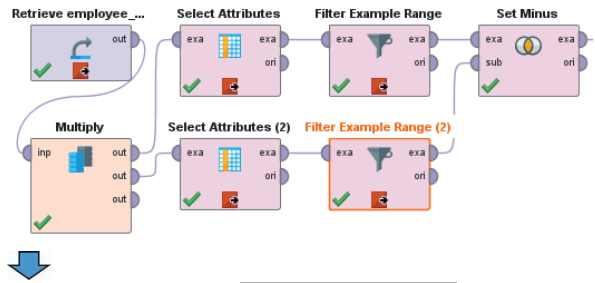 Retrieve employee_...
Select Attributes
Filter Example Range
Set Minus
out
exa
exa
ori
exa
exa
ori
exa
exa
sub
ori
Multiply
Select Attributes (2)
Filter Example Range (2)
inp
out
out
out
exa
exa
ori
exa
exa
ori